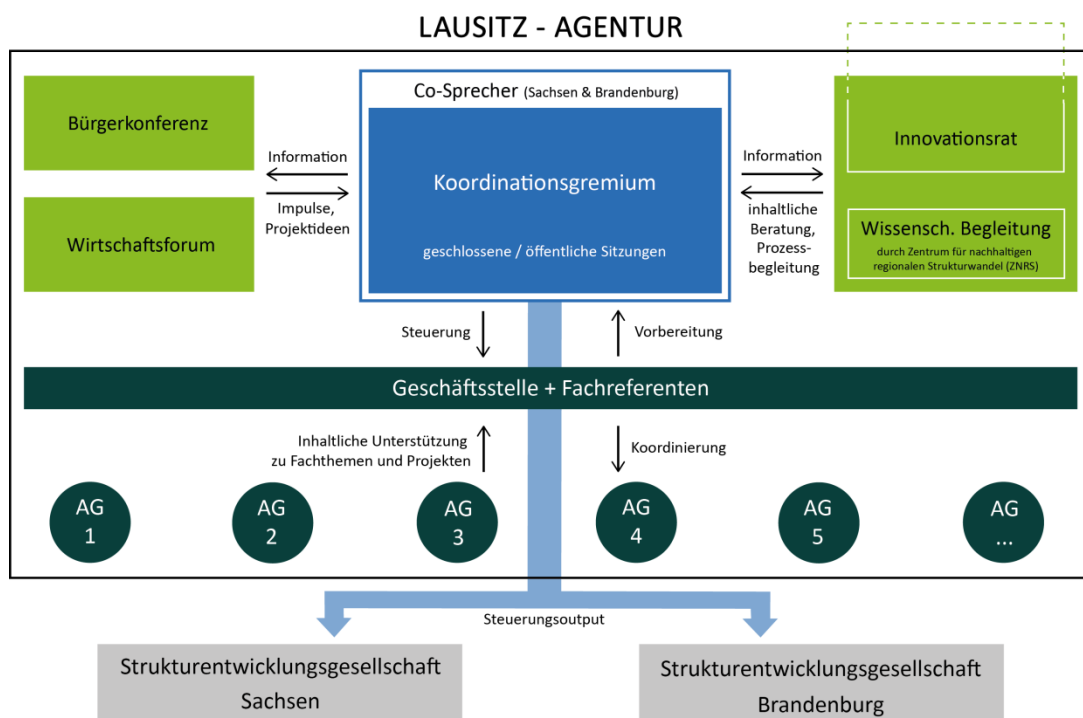 LAUSITZ - AGENTUR
Bürgerkonferenz
Wirtschaftsforum
Information
Impulse,
Projektideen
Co-Sprecher (Sachsen & Brandenburg)
Koordinationsgremium
geschlossene / öffentliche Sitzungen
Information
inhaltliche
Beratung,
Prozess-
begleitung
Innovationsrat
Wissensch. Begleitung
durch Zentrum für nachhaltigen
regionalen Strukturwandel (ZNRS)
Steuerung
Vorbereitung
Geschäftsstelle + Fachreferenten
Inhaltliche Unterstützung
zu Fachthemen und Projekten
Koordinierung
AG
1
AG
2
AG
3
AG
4
AG
5
AG
...
Steuerungsoutput
Strukturentwicklungsgesellschaft
Sachsen
Strukturentwicklungsgesellschaft
Brandenburg